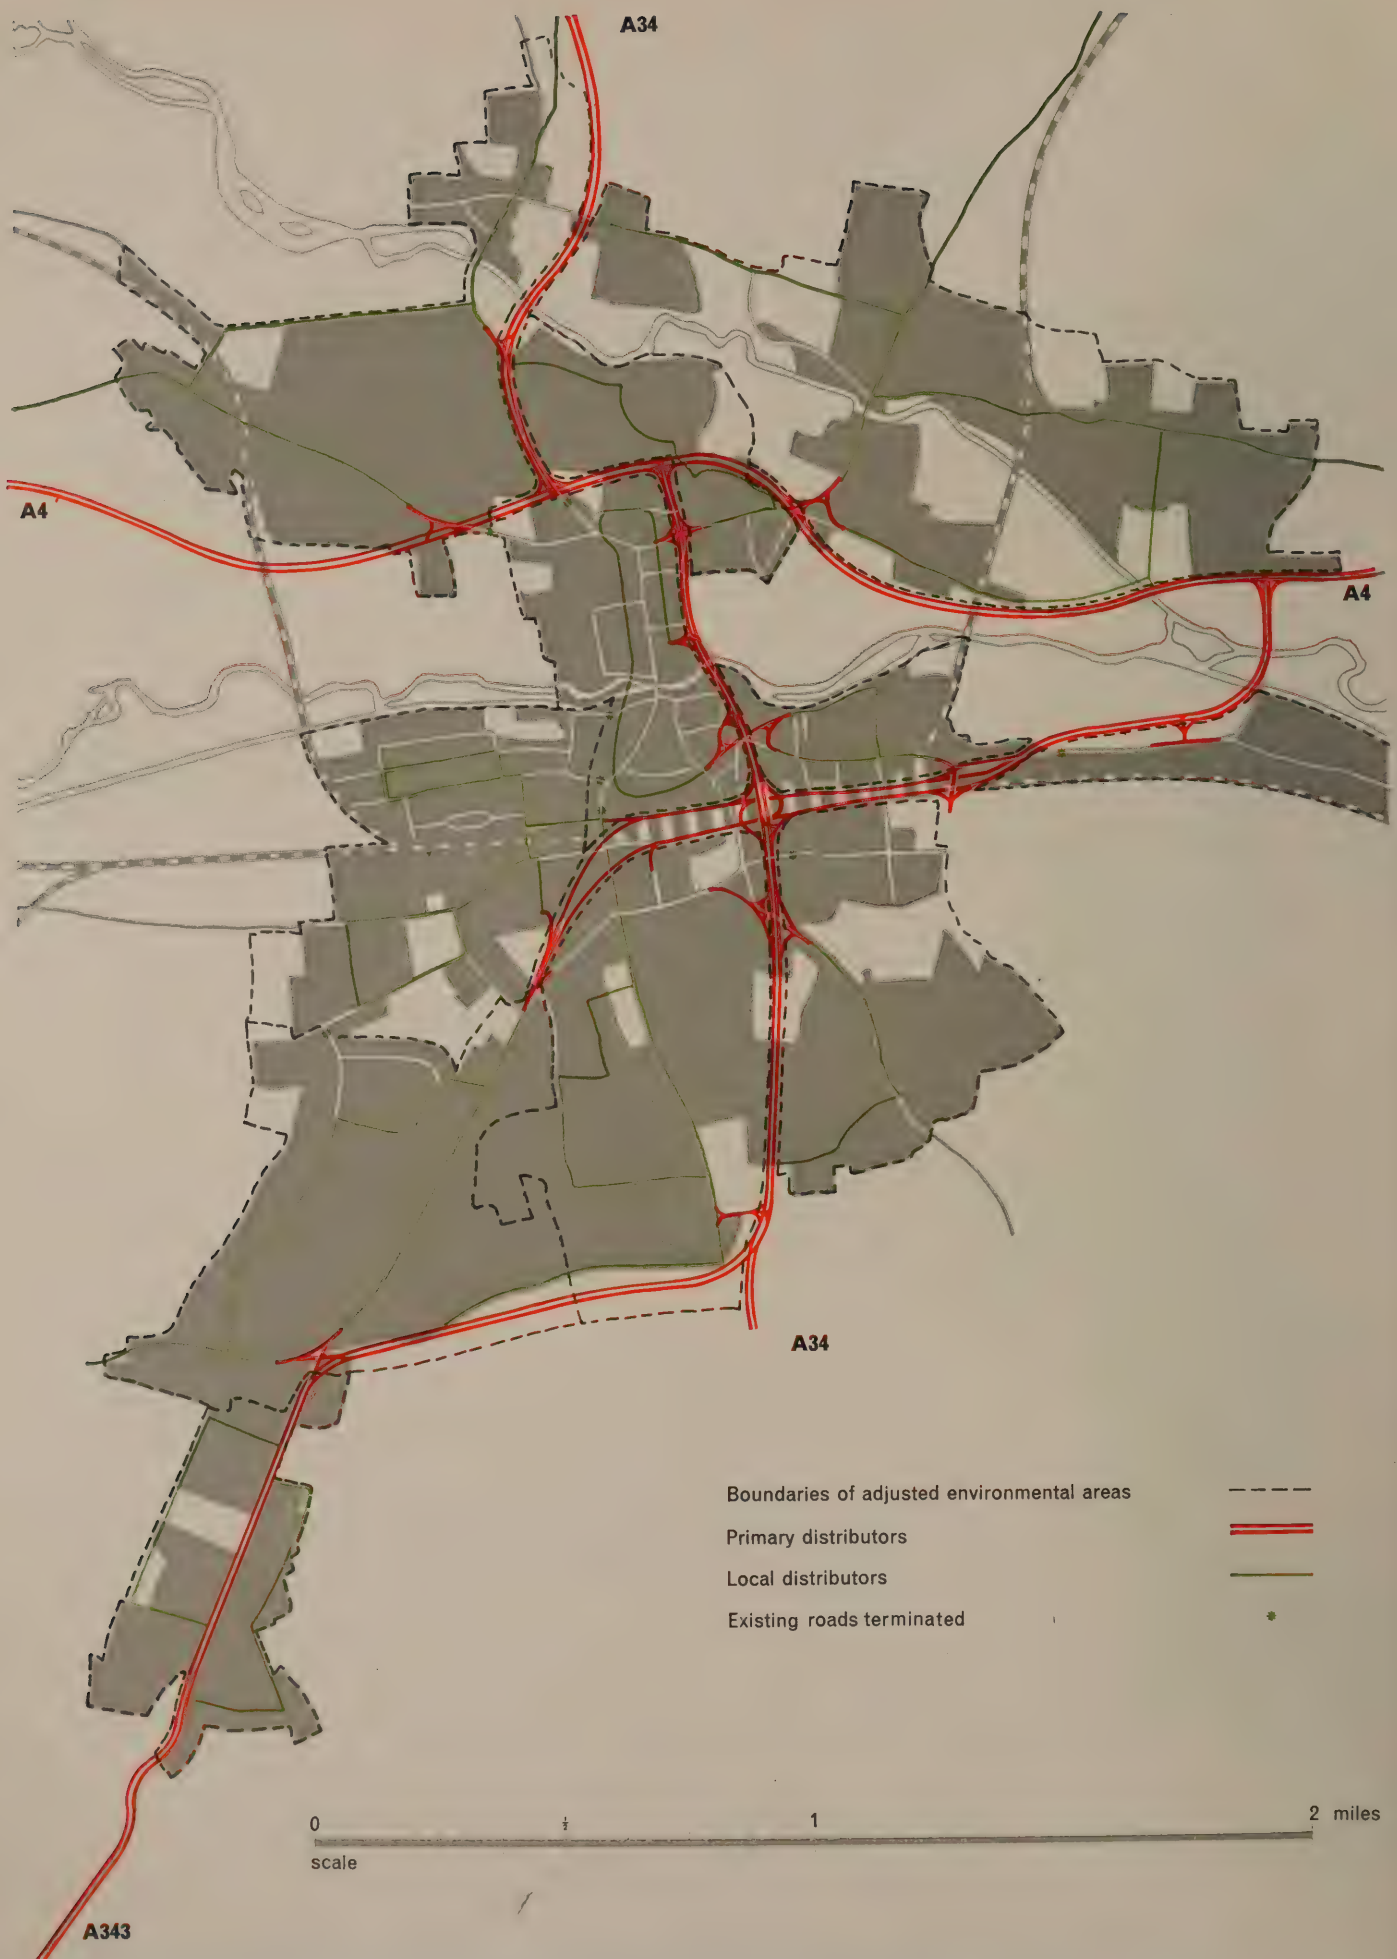 A34
A4
A4
A34
Boundaries of adjusted environmental areas
Primary distributors
Local distributors
Existing roads terminated
0 ½ 1 2 miles
scale
A343